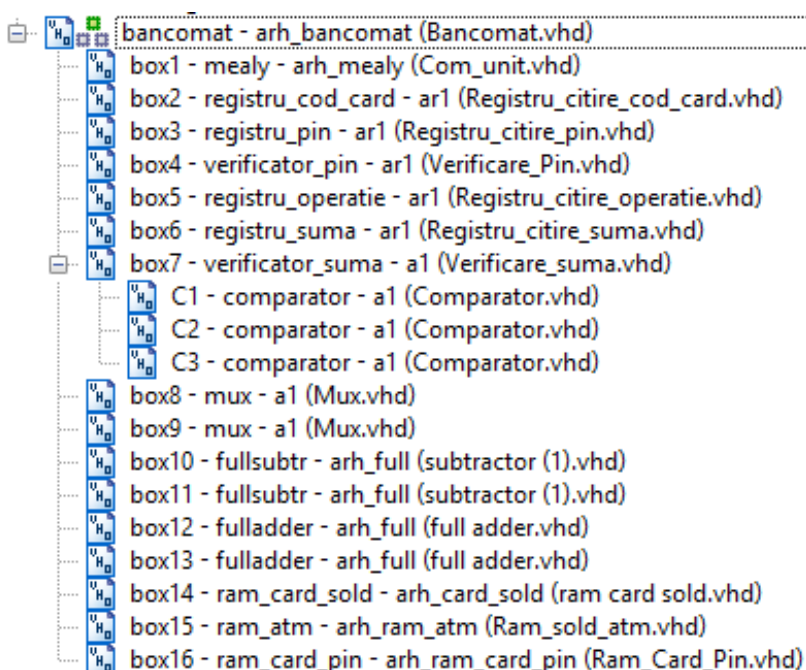 bancomat - arh_bancomat (Bancomat.vhd)
box1 - mealy - arh_mealy (Com_unit.vhd)
box2 - registru_cod_card - ar1 (Registru_citire_cod_card.vhd)
box3 - registru_pin - ar1 (Registru_citire_pin.vhd)
box4 - verificator_pin - ar1 (Verificare_Pin.vhd)
box5 - registru_operatie - ar1 (Registru_citire_operatie.vhd)
box6 - registru_suma - ar1 (Registru_citire_suma.vhd)
box7 - verificator_suma - a1 (Verificare_suma.vhd)
C1 - comparator - a1 (Comparator.vhd)
C2 - comparator - a1 (Comparator.vhd)
C3 - comparator - a1 (Comparator.vhd)
box8 - mux - a1 (Mux.vhd)
box9 - mux - a1 (Mux.vhd)
box10 - fullsubtr - arh_full (subtractor (1).vhd)
box11 - fullsubtr - arh_full (subtractor (1).vhd)
box12 - fulladder - arh_full (full adder.vhd)
box13 - fulladder - arh_full (full adder.vhd)
box14 - ram_card_sold - arh_card_sold (ram card sold.vhd)
box15 - ram_atm - arh_ram_atm (Ram_sold_atm.vhd)
box16 - ram_card_pin - arh_ram_card_pin (Ram_Card_Pin.vhd)